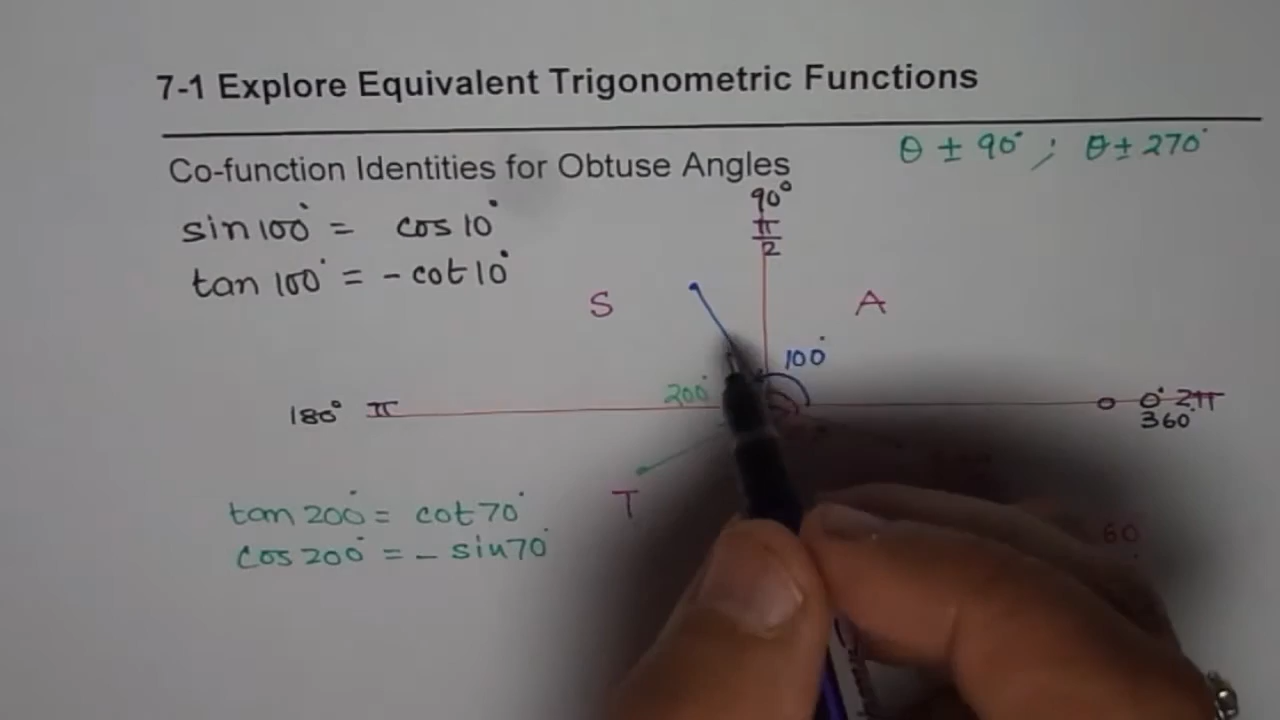 7-1 Explore Equivalent Trigonometric Functions
θ ± 90° ; θ ± 270°
Co-function Identities for Obtuse Angles
sin 100° = cos 10°
tan 100° = - cot 10°
90°
π/2
S
A
100°
200°
180° π
0° 2π
360°
T
tan 200° = cot 70°
cos 200° = - sin 70°
60